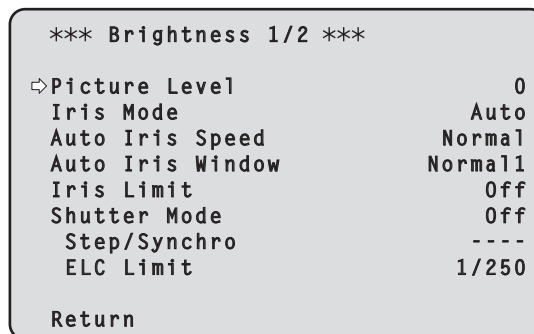 *** Brightness 1/2 ***
⇨Picture Level 0
Iris Mode Auto
Auto Iris Speed Normal
Auto Iris Window Normal1
Iris Limit Off
Shutter Mode Off
Step/Synchro ----
ELC Limit 1/250
Return